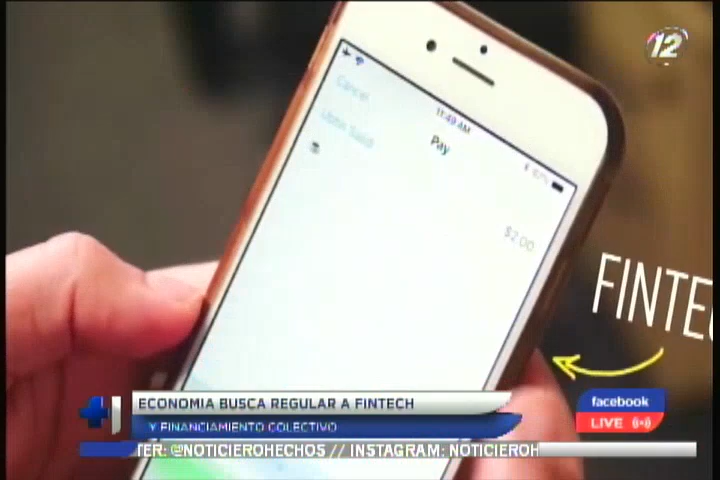 12
11:49 AM
Cancel
Pay
$2.00
FINTEC
ECONOMIA BUSCA REGULAR A FINTECH
Y FINANCIAMIENTO COLECTIVO
facebook
LIVE
TER: @NOTICIEROHECHOS // INSTAGRAM: NOTICIEROH